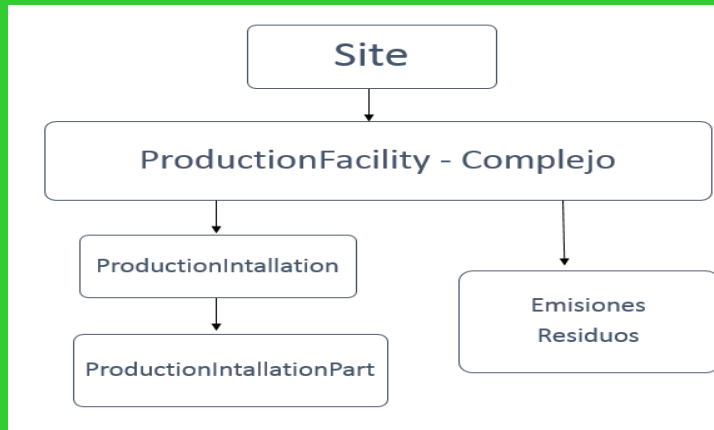 Site
ProductionFacility - Complejo
ProductionIntallation
Emisiones
Residuos
ProductionIntallationPart